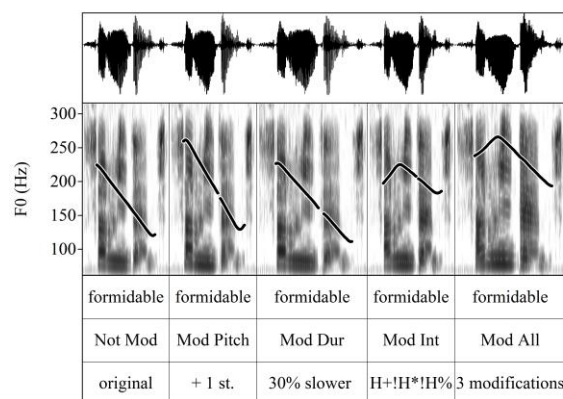 300
250
200
150
100
F0 (Hz)
formidable formidable formidable formidable formidable
Not Mod Mod Pitch Mod Dur Mod Int Mod All
original + 1 st. 30% slower H+!H*!H% 3 modifications